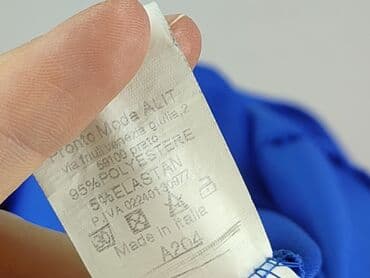 Pronto Moda ALIT
via friuli venezia giulia,2
59100 prato
95%POLYESTERE
5%ELASTAN
P.IVA
Made in Italia
A204